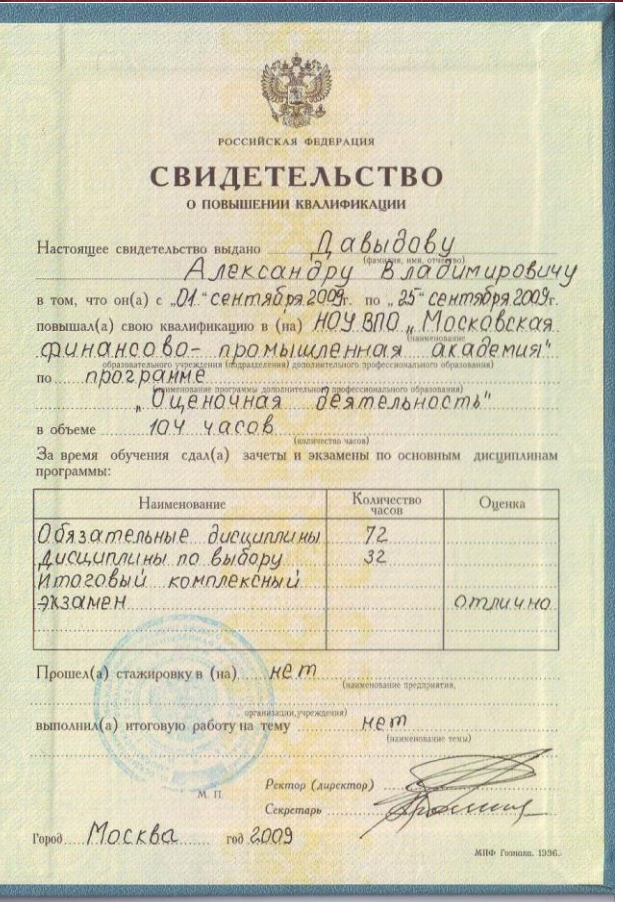 РОССИЙСКАЯ ФЕДЕРАЦИЯ
СВИДЕТЕЛЬСТВО
О ПОВЫШЕНИИ КВАЛИФИКАЦИИ
Настоящее свидетельство выдано Давыдову
(фамилия, имя, отчество)
Александру Владимировичу
в том, что он(а) с „01“ сентября 2009г. по „25“ сентября 2009г.
повышал(а) свою квалификацию в (на) НОУ ВПО „Московская
(наименование
финансово- промышленная академия"
образовательного учреждения (подразделения) дополнительного профессионального образования)
по программе
(наименование программы дополнительного профессионального образования)
„Оценочная деятельность"
в объеме 104 часов
(количество часов)
За время обучения сдал(а) зачеты и экзамены по основным дисциплинам
программы:
Наименование Количество часов Оценка
Обязательные дисциплины 72
Дисциплины по выбору 32
Итоговый комплексный
экзамен отлично
Прошел(а) стажировку в (на) нет
(наименование предприятия,
организации, учреждения)
выполнил(а) итоговую работу на тему нет
(наименование темы)
Ректор (директор)
М. П.
Секретарь
Город Москва год 2009
МПФ Гознака. 1996.